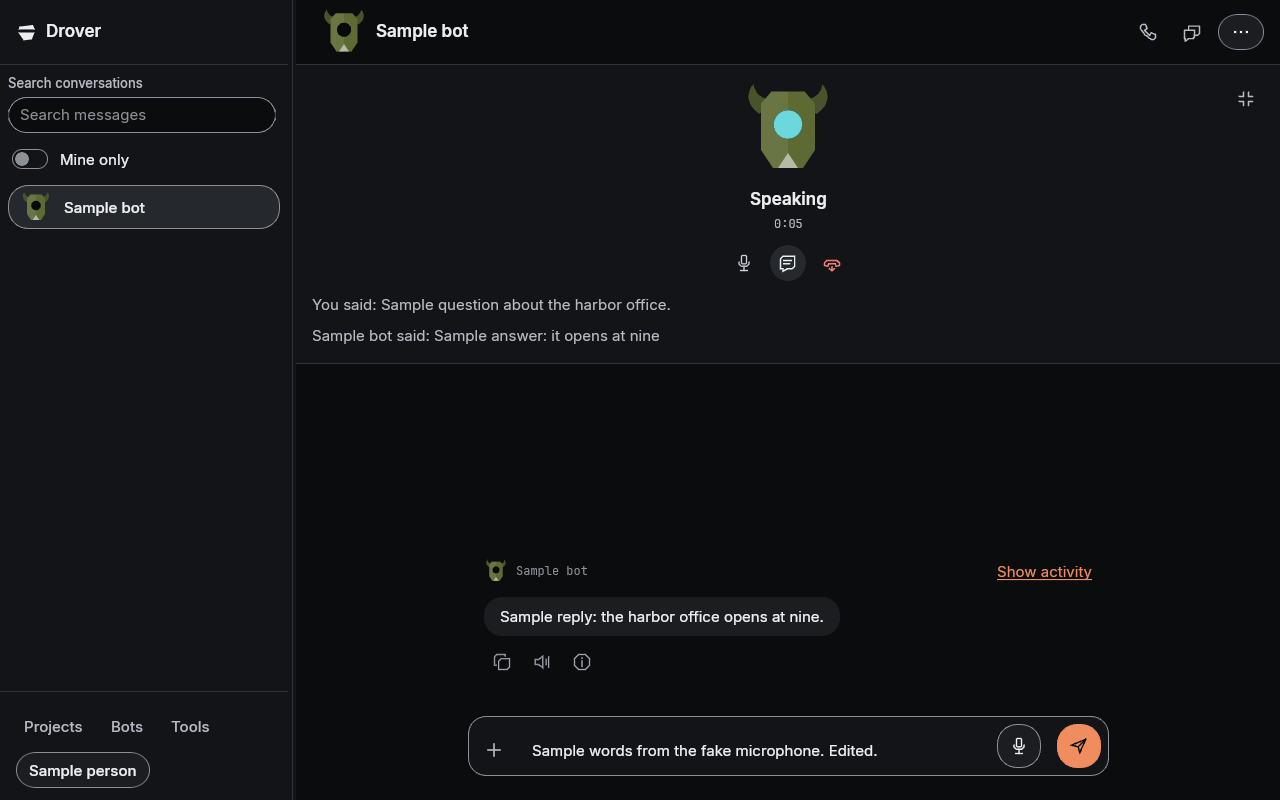 Drover
Sample bot
Search conversations
Search messages
Mine only
Sample bot
Speaking
0:05
You said: Sample question about the harbor office.
Sample bot said: Sample answer: it opens at nine
Sample bot
Show activity
Sample reply: the harbor office opens at nine.
Projects
Bots
Tools
Sample person
Sample words from the fake microphone. Edited.